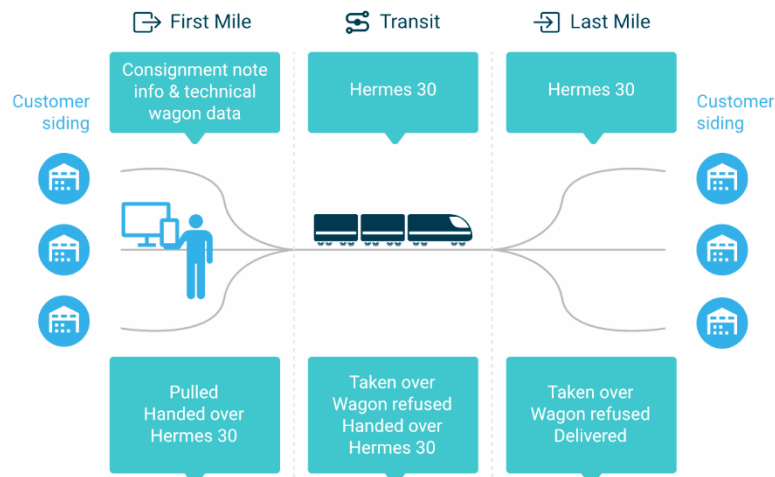 First Mile
Transit
Last Mile
Consignment note
info & technical
wagon data
Hermes 30
Hermes 30
Customer
siding
Customer
siding
Pulled
Handed over
Hermes 30
Taken over
Wagon refused
Handed over
Hermes 30
Taken over
Wagon refused
Delivered